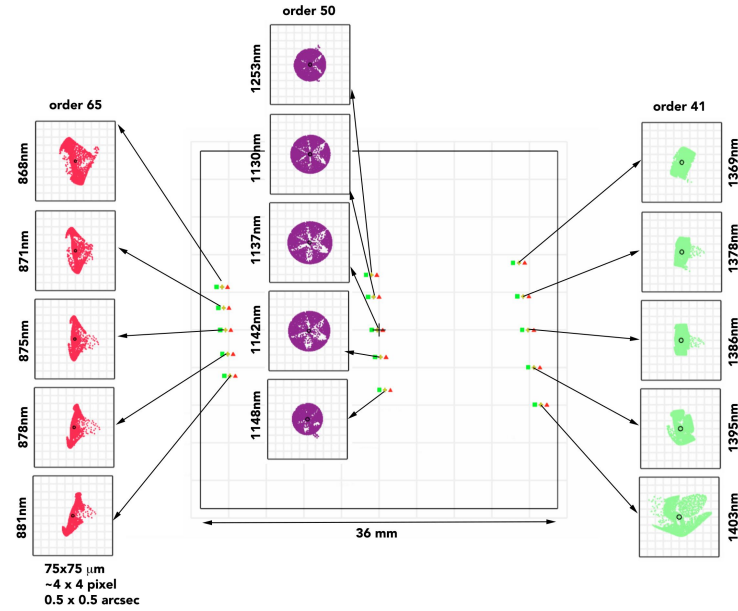 order 50
1253nm
1130nm
1137nm
1142nm
1148nm
order 65
868nm
871nm
875nm
878nm
881nm
75x75 μm
~4 x 4 pixel
0.5 x 0.5 arcsec
order 41
1369nm
1378nm
1386nm
1395nm
1403nm
36 mm